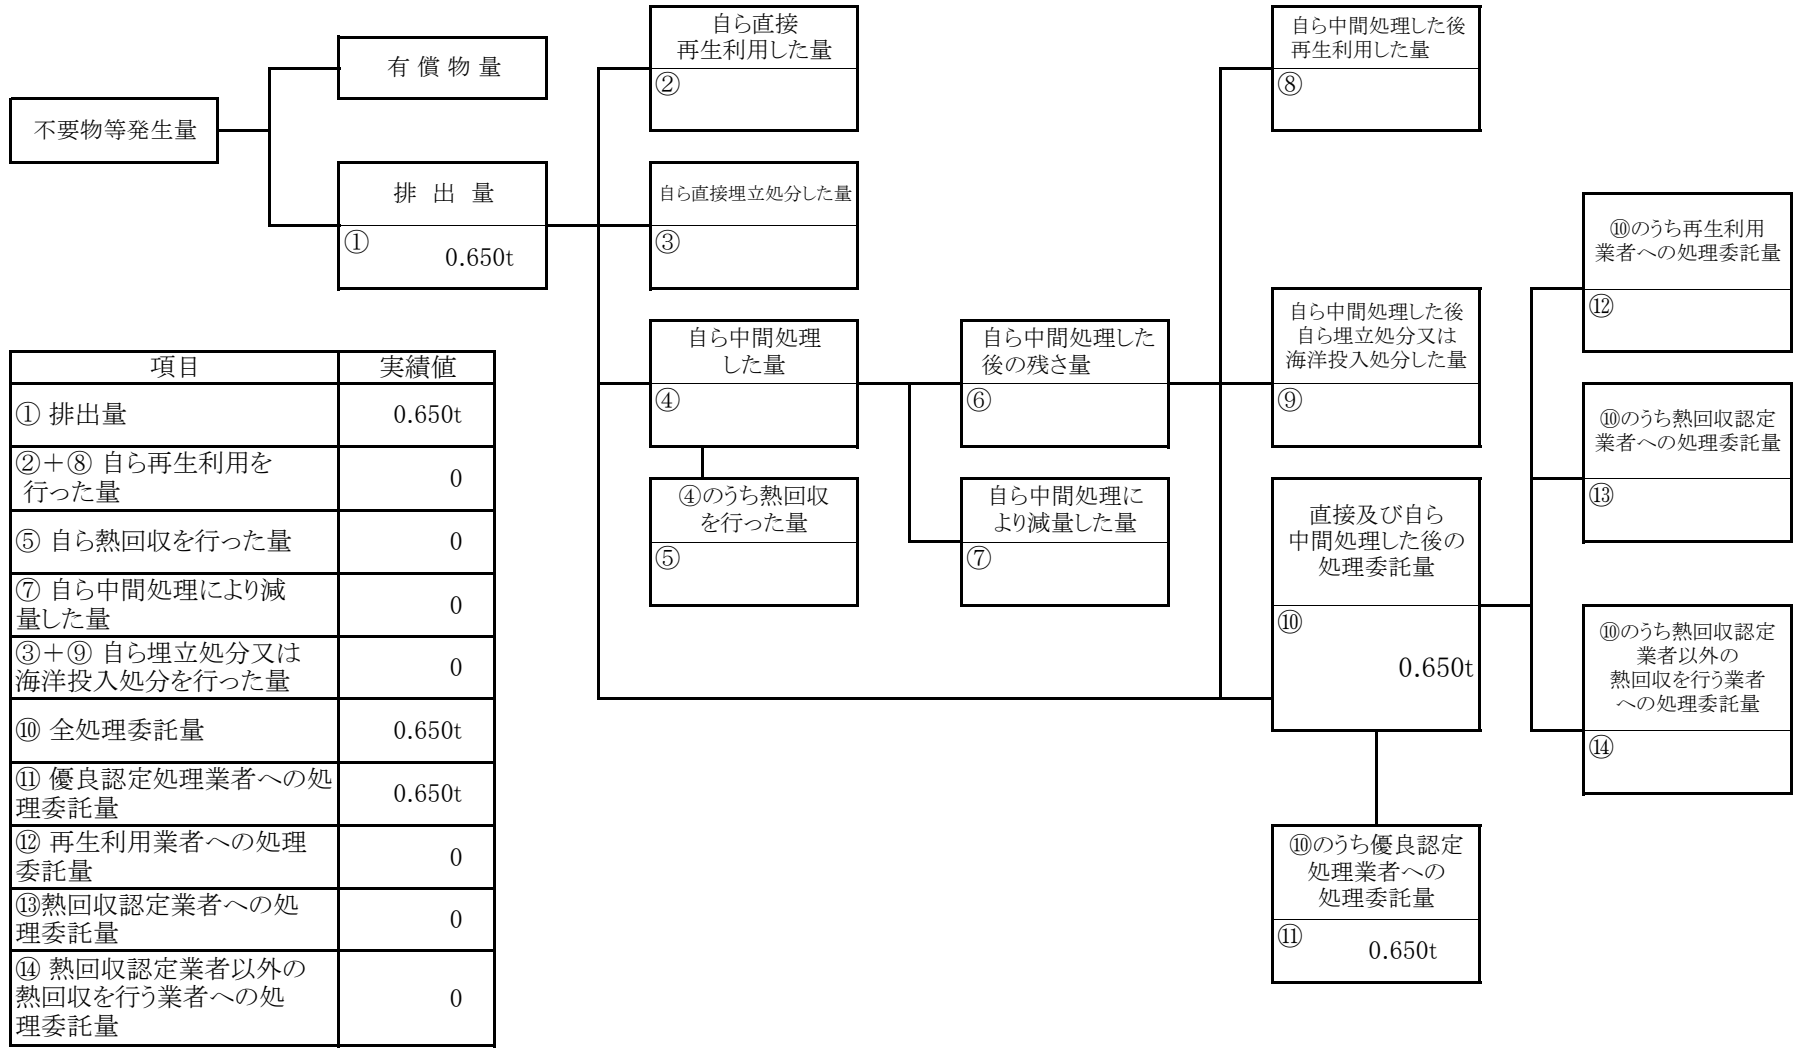 不要物等発生量
有 償 物 量
排 出 量
①
0.650t
自ら直接
再生利用した量
②
自ら直接埋立処分した量
③
自ら中間処理
した量
④
④のうち熱回収
を行った量
⑤
自ら中間処理した
後の残さ量
⑥
自ら中間処理に
より減量した量
⑦
自ら中間処理した後
再生利用した量
⑧
自ら中間処理した後
自ら埋立処分又は
海洋投入処分した量
⑨
直接及び自ら
中間処理した後の
処理委託量
⑩
0.650t
⑩のうち優良認定
処理業者への
処理委託量
⑪
0.650t
⑩のうち再生利用
業者への処理委託量
⑫
⑩のうち熱回収認定
業者への処理委託量
⑬
⑩のうち熱回収認定
業者以外の
熱回収を行う業者
への処理委託量
⑭
項目 実績値
① 排出量 0.650t
②＋⑧ 自ら再生利用を
行った量 0
⑤ 自ら熱回収を行った量 0
⑦ 自ら中間処理により減
量した量 0
③＋⑨ 自ら埋立処分又は
海洋投入処分を行った量 0
⑩ 全処理委託量 0.650t
⑪ 優良認定処理業者への処
理委託量 0.650t
⑫ 再生利用業者への処理
委託量 0
⑬熱回収認定業者への処
理委託量 0
⑭ 熱回収認定業者以外の
熱回収を行う業者への処
理委託量 0